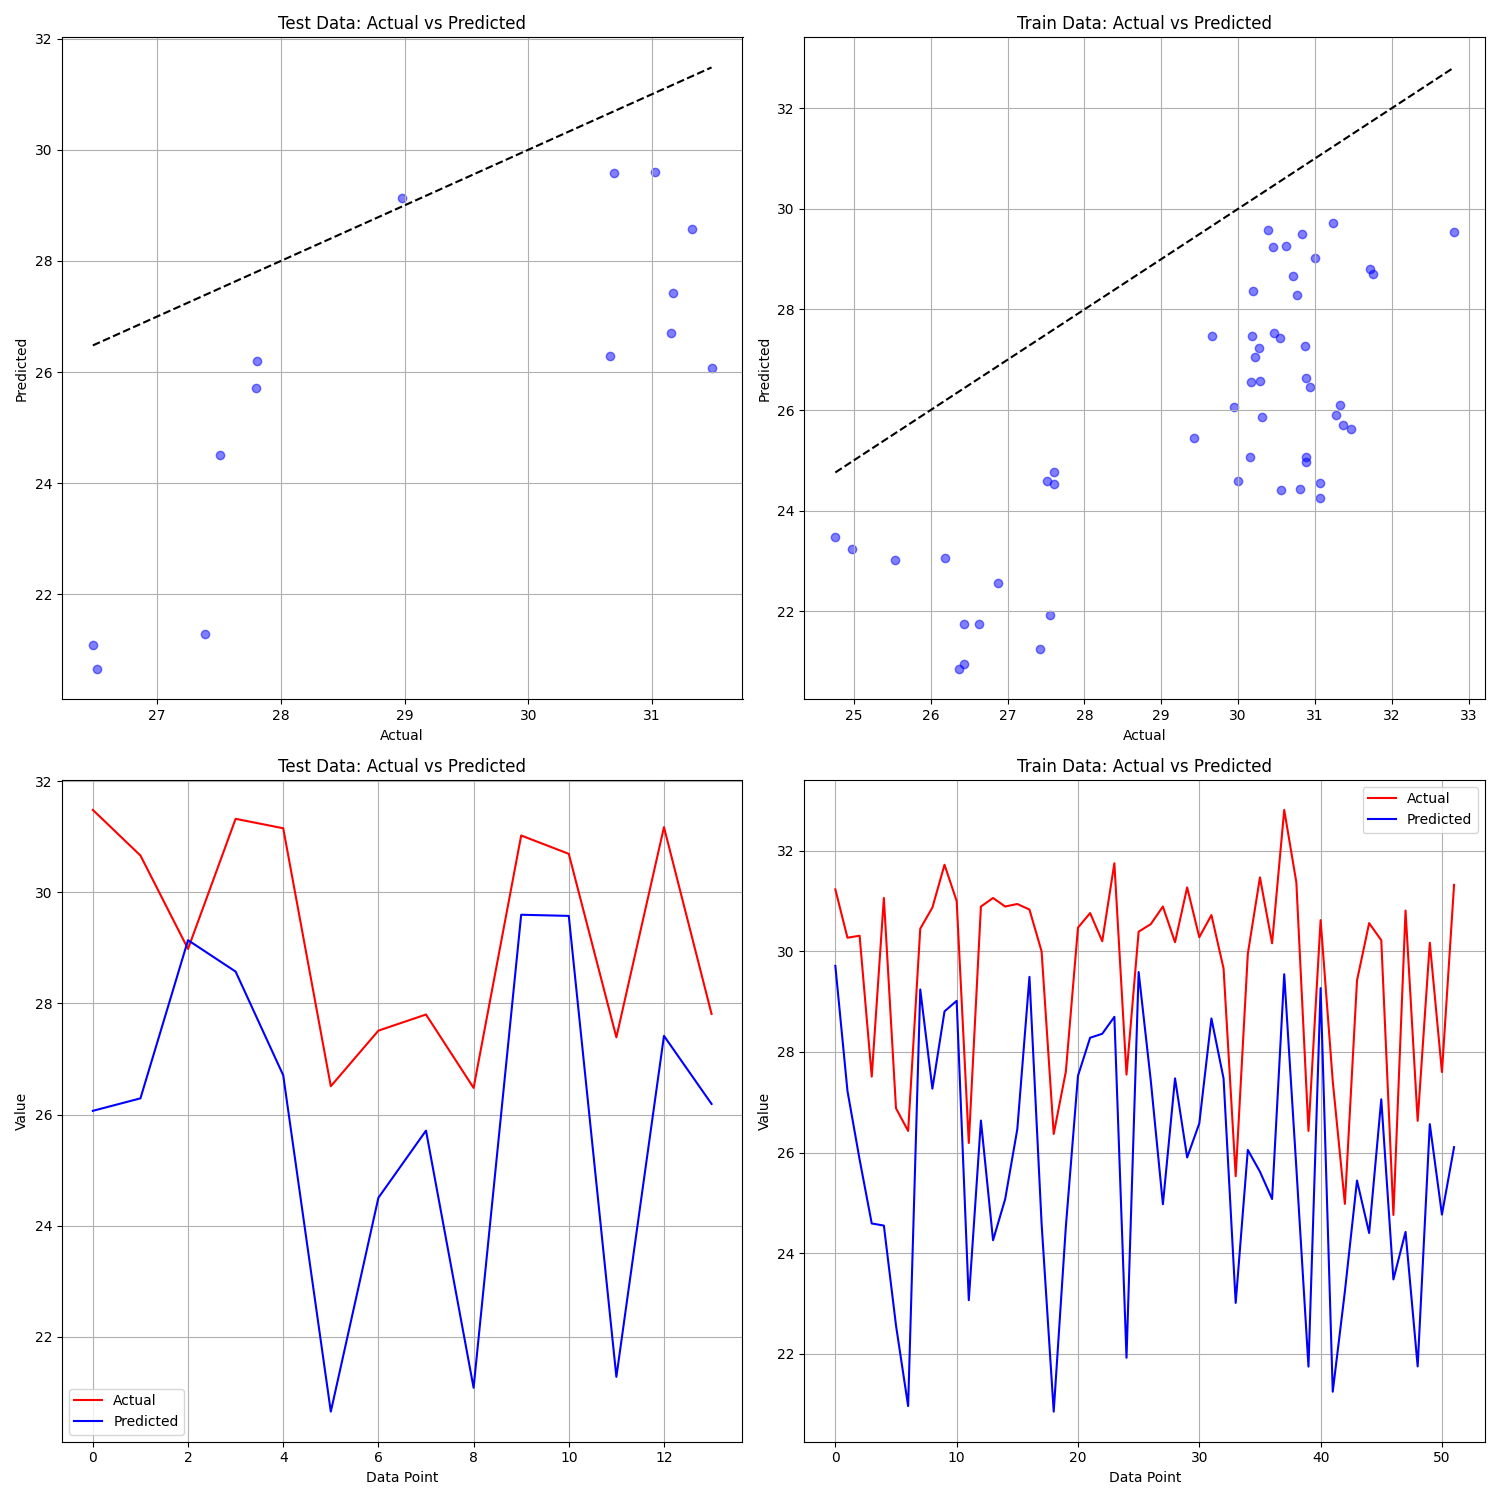 Test Data: Actual vs Predicted
32
30
28
26
24
22
Predicted
27 28 29 30 31
Actual
Train Data: Actual vs Predicted
32
30
28
26
24
22
Predicted
25 26 27 28 29 30 31 32 33
Actual
Test Data: Actual vs Predicted
32
30
28
26
24
22
Value
Actual
Predicted
0 2 4 6 8 10 12
Data Point
Train Data: Actual vs Predicted
Actual
Predicted
32
30
28
26
24
22
Value
0 10 20 30 40 50
Data Point